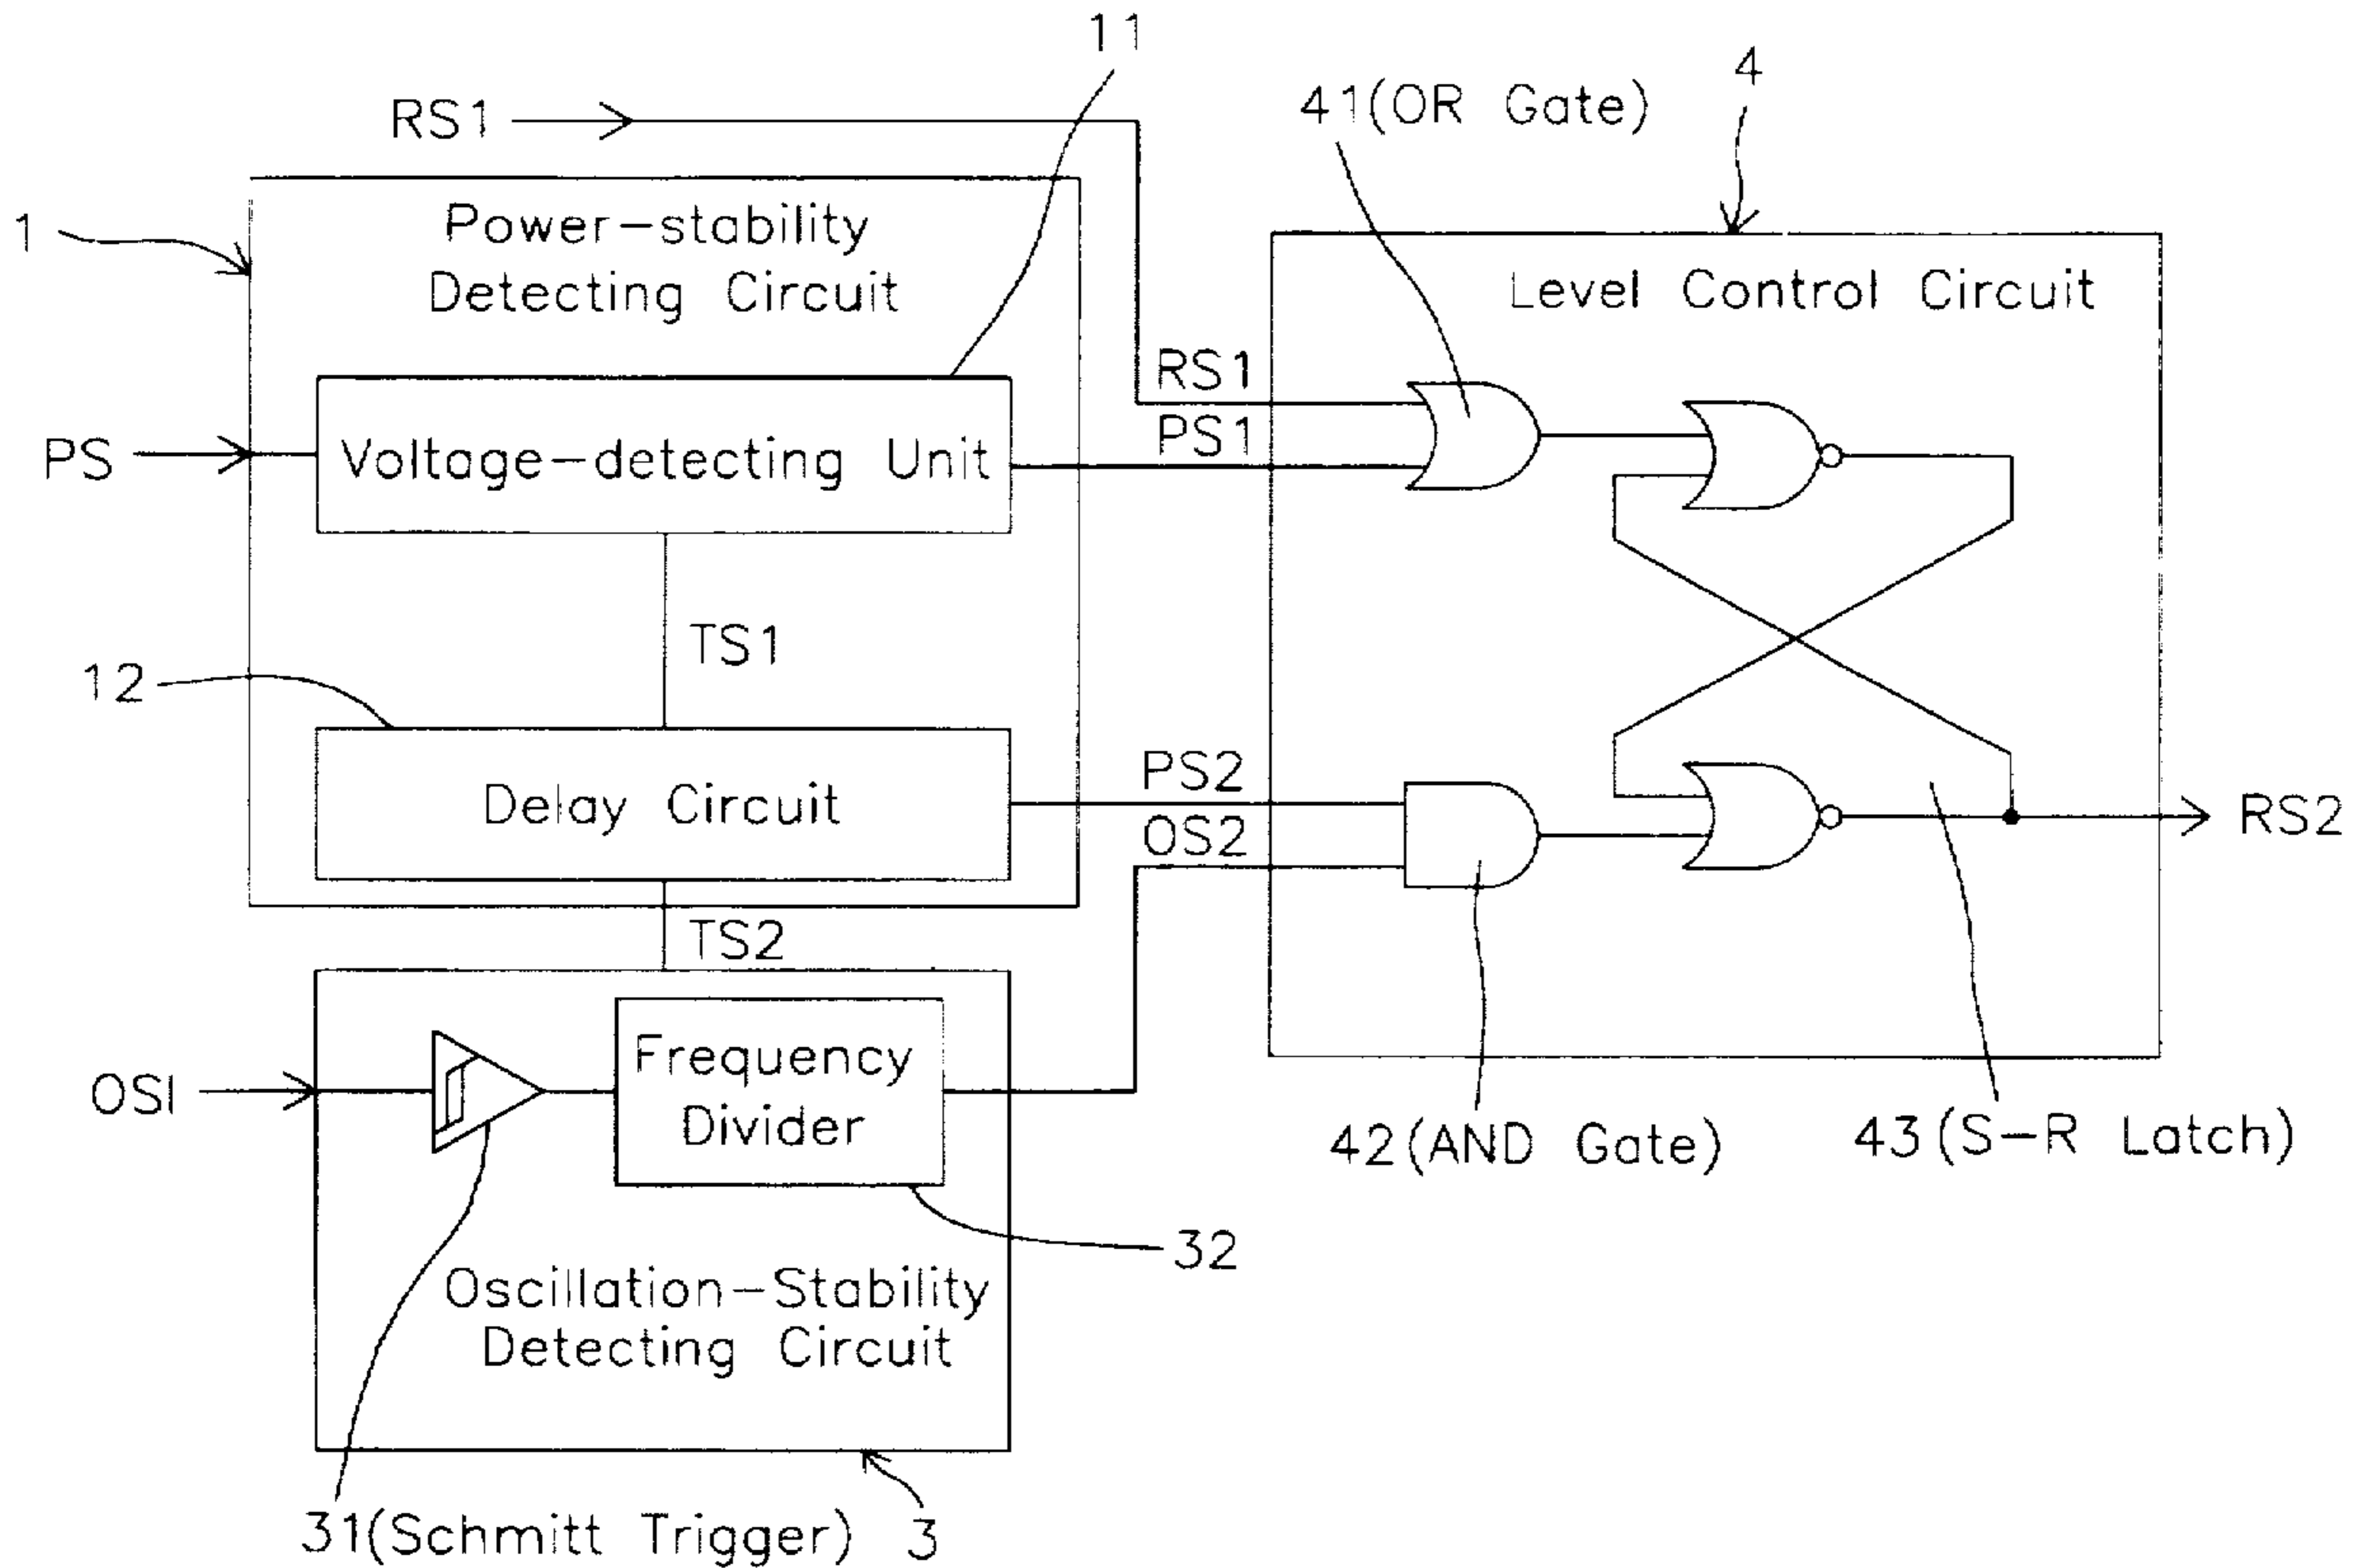 11
RS1
41(OR Gate)
4
1
Power-stability
Detecting Circuit
Level Control Circuit
RS1
PS1
PS
Voltage-detecting Unit
TS1
12
PS2
Delay Circuit
OS2
RS2
TS2
Frequency
Divider
OSI
42(AND Gate)
43(S-R Latch)
32
Oscillation-Stability
Detecting Circuit
31(Schmitt Trigger)
3